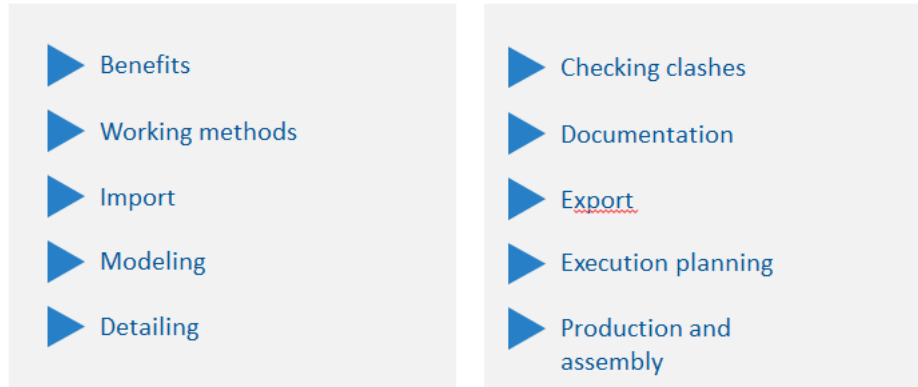 Benefits
Working methods
Import
Modeling
Detailing
Checking clashes
Documentation
Export
Execution planning
Production and
assembly